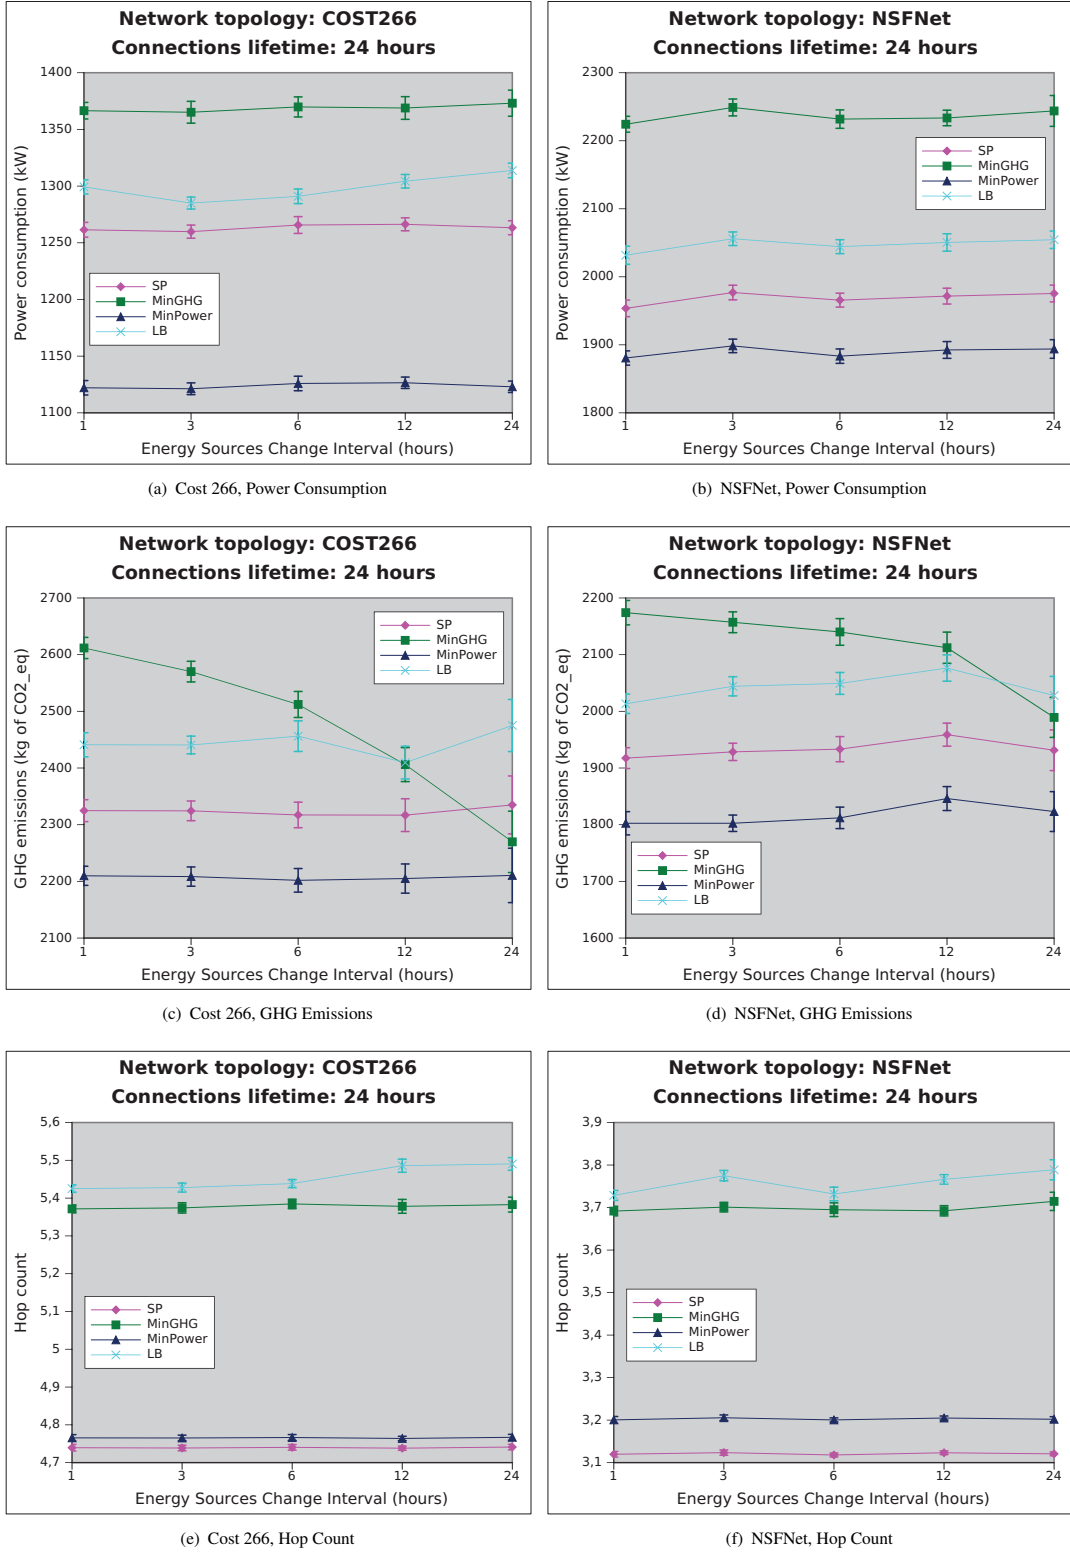 Network topology: COST266
Connections lifetime: 24 hours
1400
1350
1300
1250
1200
1150
1100
Power consumption (kW)
SP
MinGHG
MinPower
LB
1 3 6 12 24
Energy Sources Change Interval (hours)
(a) Cost 266, Power Consumption
Network topology: NSFNet
Connections lifetime: 24 hours
2300
2200
2100
2000
1900
1800
Power consumption (kW)
SP
MinGHG
MinPower
LB
1 3 6 12 24
Energy Sources Change Interval (hours)
(b) NSFNet, Power Consumption
Network topology: COST266
Connections lifetime: 24 hours
2700
2600
2500
2400
2300
2200
2100
GHG emissions (kg of CO2_eq)
SP
MinGHG
MinPower
LB
1 3 6 12 24
Energy Sources Change Interval (hours)
(c) Cost 266, GHG Emissions
Network topology: NSFNet
Connections lifetime: 24 hours
2200
2100
2000
1900
1800
1700
1600
GHG emissions (kg of CO2_eq)
SP
MinGHG
MinPower
LB
1 3 6 12 24
Energy Sources Change Interval (hours)
(d) NSFNet, GHG Emissions
Network topology: COST266
Connections lifetime: 24 hours
5,6
5,5
5,4
5,3
5,2
5,1
5
4,9
4,8
4,7
Hop count
SP
MinGHG
MinPower
LB
1 3 6 12 24
Energy Sources Change Interval (hours)
(e) Cost 266, Hop Count
Network topology: NSFNet
Connections lifetime: 24 hours
3,9
3,8
3,7
3,6
3,5
3,4
3,3
3,2
3,1
Hop count
SP
MinGHG
MinPower
LB
1 3 6 12 24
Energy Sources Change Interval (hours)
(f) NSFNet, Hop Count